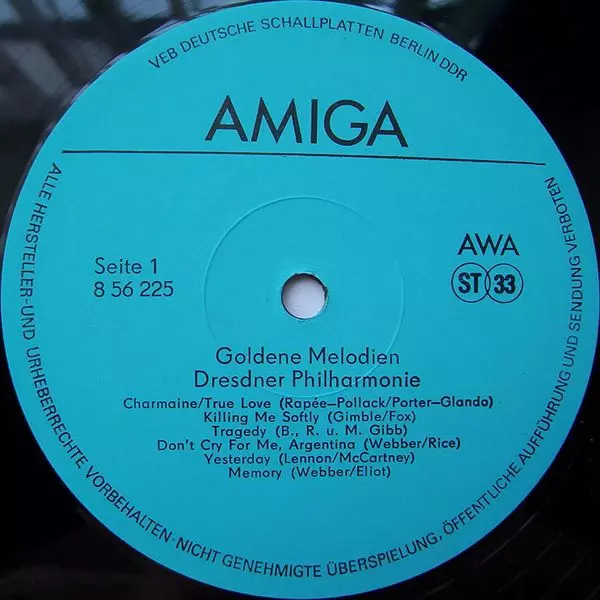 VEB DEUTSCHE SCHALLPLATTEN BERLIN DDR
AMIGA
Seite 1
8 56 225
AWA
ST 33
Goldene Melodien
Dresdner Philharmonie
Charmaine/True Love (Rapée–Pollack/Porter–Glando)
Killing Me Softly (Gimble/Fox)
Tragedy (B., R. u. M. Gibb)
Don't Cry For Me, Argentina (Webber/Rice)
Yesterday (Lennon/McCartney)
Memory (Webber/Eliot)
ALLE HERSTELLER- UND URHEBERRECHTE VORBEHALTEN · NICHT GENEHMIGTE ÜBERSPIELUNG, ÖFFENTLICHE AUFFÜHRUNG UND SENDUNG VERBOTEN